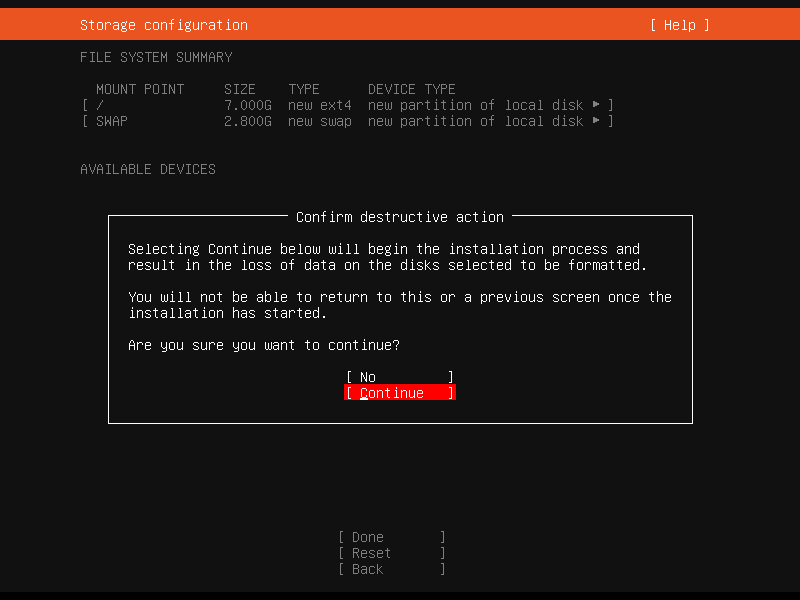 Storage configuration [ Help ]
FILE SYSTEM SUMMARY
MOUNT POINT SIZE TYPE DEVICE TYPE
[ / 7.000G new ext4 new partition of local disk ▸ ]
[ SWAP 2.800G new swap new partition of local disk ▸ ]
AVAILABLE DEVICES
Confirm destructive action
Selecting Continue below will begin the installation process and
result in the loss of data on the disks selected to be formatted.
You will not be able to return to this or a previous screen once the
installation has started.
Are you sure you want to continue?
[ No ]
[ Continue ]
[ Done ]
[ Reset ]
[ Back ]